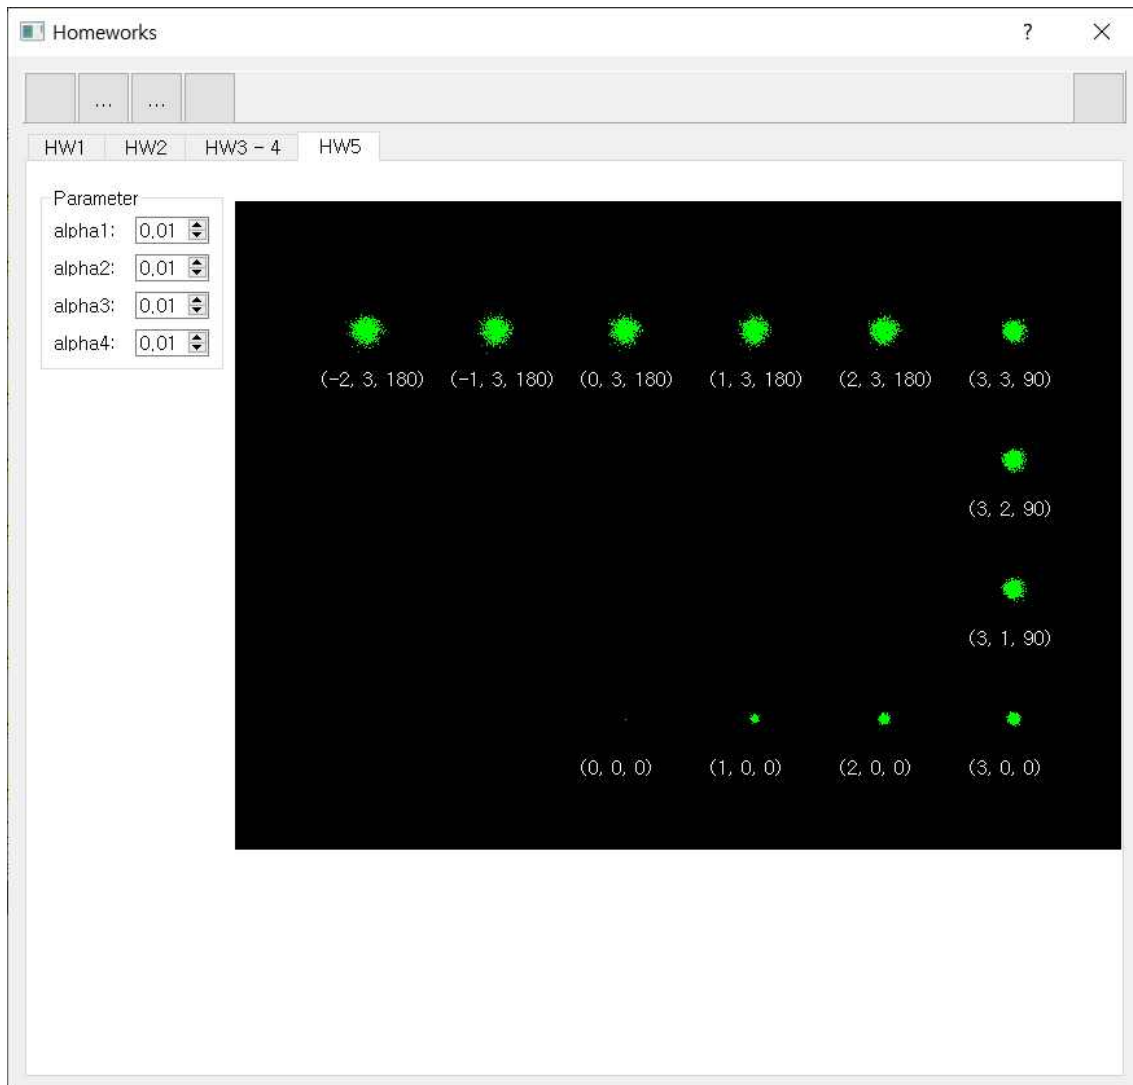 Homeworks ?
... ...
HW1 HW2 HW3 - 4 HW5
Parameter
alpha1: 0.01
alpha2: 0.01
alpha3: 0.01
alpha4: 0.01
(-2, 3, 180) (-1, 3, 180) (0, 3, 180) (1, 3, 180) (2, 3, 180) (3, 3, 90)
(3, 2, 90)
(3, 1, 90)
(0, 0, 0) (1, 0, 0) (2, 0, 0) (3, 0, 0)